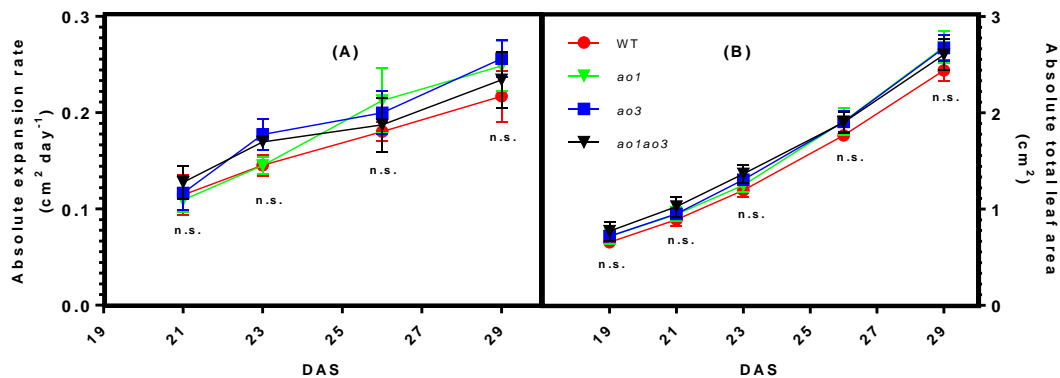 Absolute expansion rate
(cm2 day-1)
0.3
0.2
0.1
0.0
(A)
n.s.
n.s.
n.s.
n.s.
19
21
23
25
27
29
DAS
WT
ao1
ao3
ao1ao3
(B)
n.s.
n.s.
n.s.
n.s.
n.s.
19
21
23
25
27
29
DAS
3
2
1
0
Absolute total leaf area
(cm2)